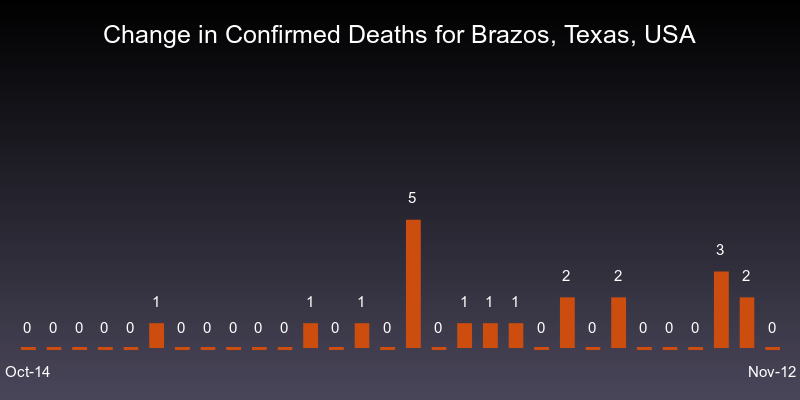 Change in Confirmed Deaths for Brazos, Texas, USA
5
3
2 2 2
1 1 1 1 1 1
0 0 0 0 0 0 0 0 0 0 0 0 0 0 0 0 0 0
Oct-14 Nov-12